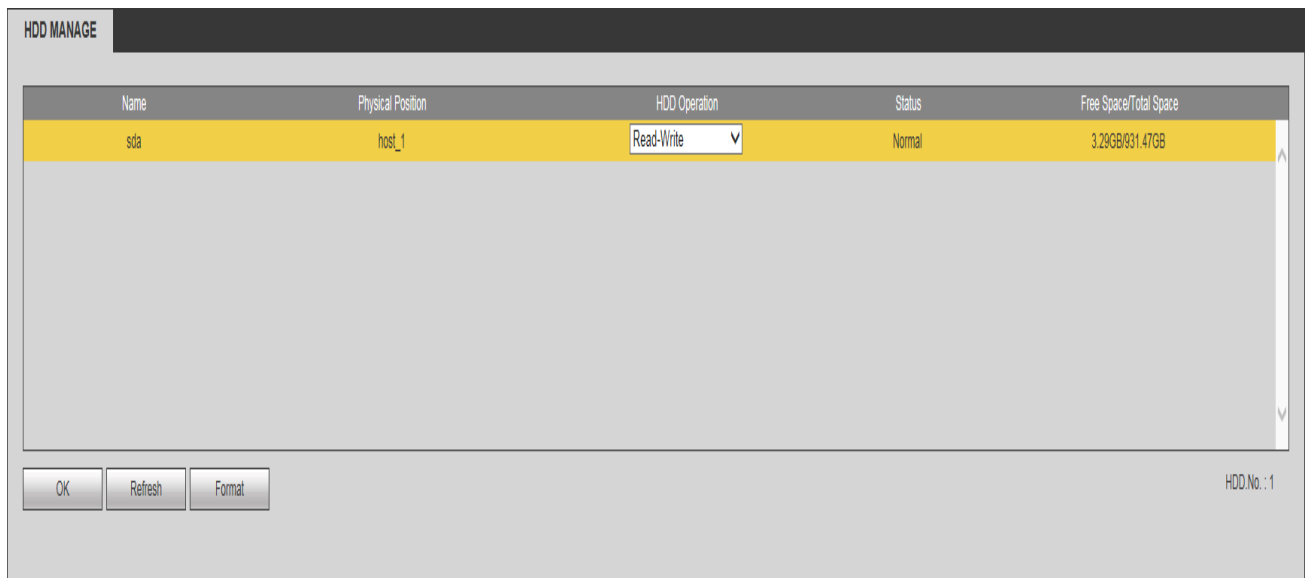 HDD MANAGE
Name Physical Position HDD Operation Status Free Space/Total Space
sda host_1 Read-Write Normal 3.29GB/931.47GB
OK Refresh Format HDD.No. : 1